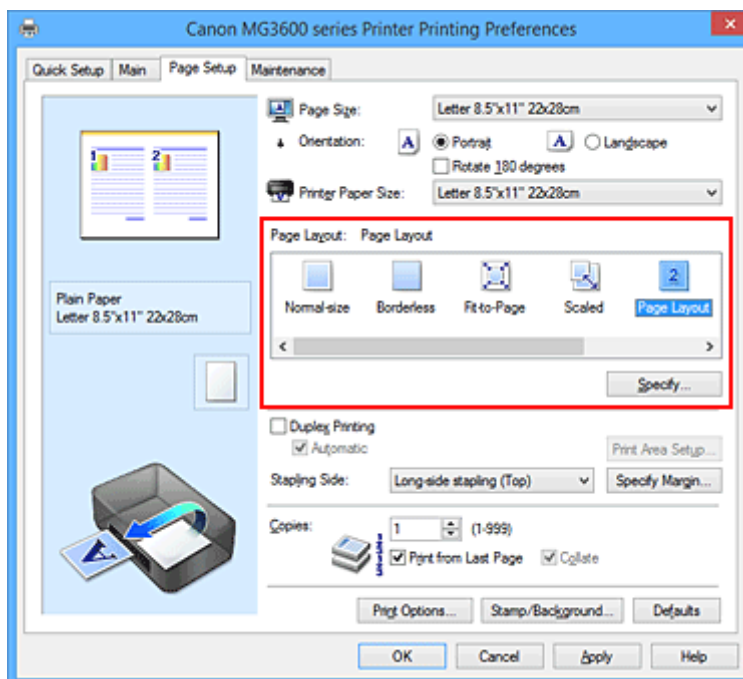 Canon MG3600 series Printer Printing Preferences
Quick Setup Main Page Setup Maintenance
1 2
Plain Paper
Letter 8.5"x11" 22x28cm
A
Page Size: Letter 8.5"x11" 22x28cm
Orientation: A Portrait A Landscape
Rotate 180 degrees
Printer Paper Size: Letter 8.5"x11" 22x28cm
Page Layout: Page Layout
2
Normal-size Borderless Fit-to-Page Scaled Page Layout
Specify...
Duplex Printing
Automatic Print Area Setup...
Stapling Side: Long-side stapling (Top) Specify Margin...
Copies: 1 (1-999)
Print from Last Page Collate
Print Options... Stamp/Background... Defaults
OK Cancel Apply Help